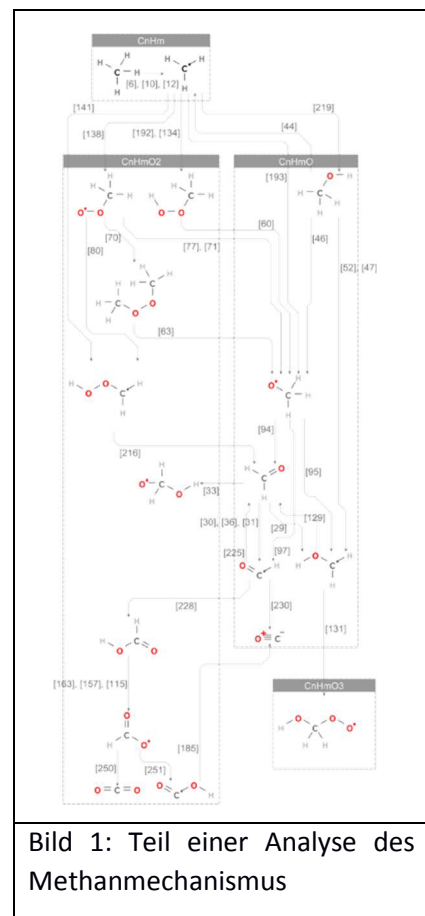 CnHm
H H H
C H C
H H
[6], [10], [12]
[141] [219]
[138] [192], [134] [44]
CnHmO2 CnHmO
H H [193] O H
C H H C H H C
O O H O O H H H
[70] [60] [46]
[80] [77], [71] [52], [47]
H H
H C
H C H
C O H
H O
[63]
O H O H
H O C C H
H H
[94]
[216] [95]
O H H O
C H C
H O [33] H
[30], [36], [31] [129]
[29]
[225] [97] O H
O H H C
C H
[228]
[230]
H O C
C [131]
H O O
[163], [157], [115]
CnHmO3
O
C H O O
H O [185] O C O
[250] [251] H H
O C O O O
C H
Bild 1: Teil einer Analyse des
Methanmechanismus